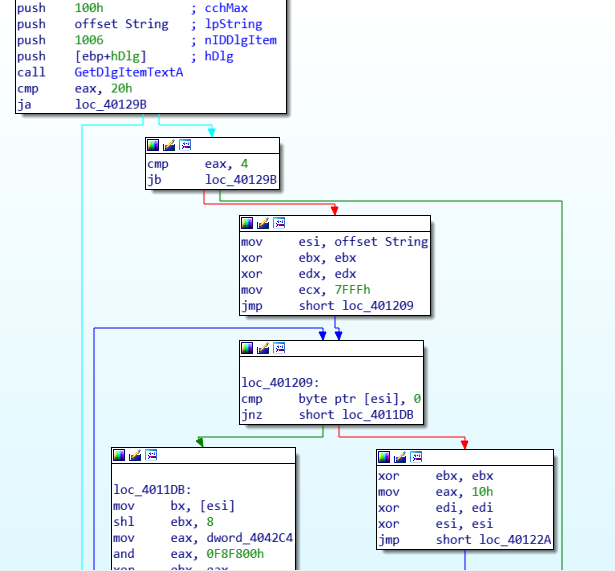 push    100h            ; cchMax
push    offset String   ; lpString
push    1006            ; nIDDlgItem
push    [ebp+hDlg]      ; hDlg
call    GetDlgItemTextA
cmp     eax, 20h
ja      loc_40129B
cmp     eax, 4
jb      loc_40129B
mov     esi, offset String
xor     ebx, ebx
xor     edx, edx
mov     ecx, 7FFFh
jmp     short loc_401209
loc_401209:
cmp     byte ptr [esi], 0
jnz     short loc_4011DB
loc_4011DB:
mov     bx, [esi]
shl     ebx, 8
mov     eax, dword_4042C4
and     eax, 0F8F800h
xor     ebx, eax
xor     ebx, ebx
mov     eax, 10h
xor     edi, edi
xor     esi, esi
jmp     short loc_40122A